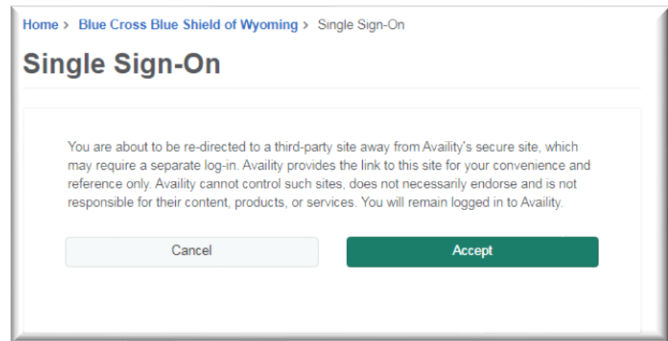 Home > Blue Cross Blue Shield of Wyoming > Single Sign-On
Single Sign-On
You are about to be re-directed to a third-party site away from Availity's secure site, which
may require a separate log-in. Availity provides the link to this site for your convenience and
reference only. Availity cannot control such sites, does not necessarily endorse and is not
responsible for their content, products, or services. You will remain logged in to Availity.
Cancel Accept